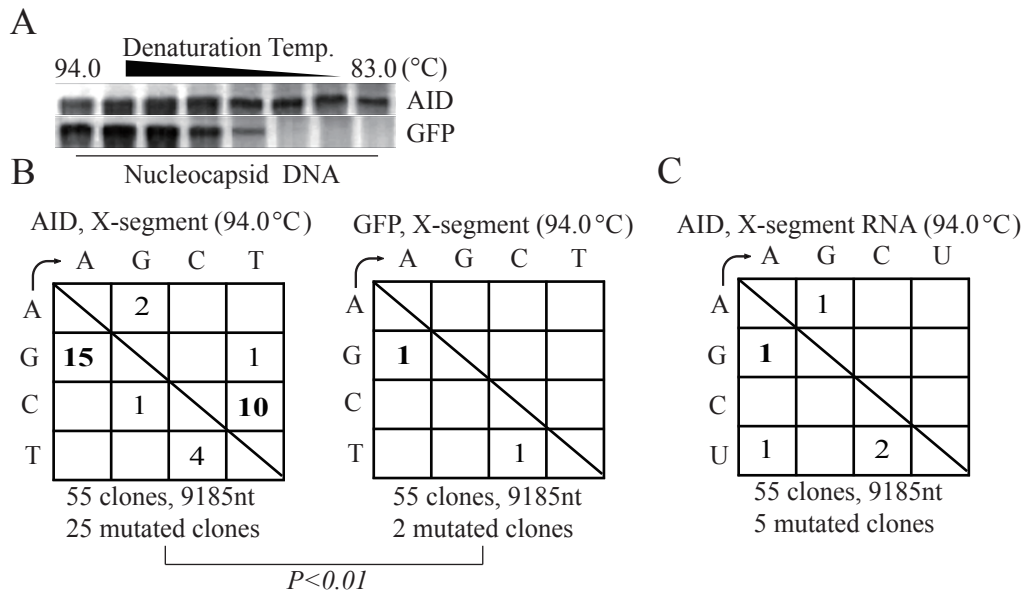 A
Denaturation Temp.
94.0 83.0 (°C)
AID
GFP
Nucleocapsid DNA
B
AID, X-segment (94.0 °C)
A G C T
A 2
G 15 1
C 1 10
T 4
55 clones, 9185nt
25 mutated clones
GFP, X-segment (94.0 °C)
A G C T
A
G 1
C
T 1
55 clones, 9185nt
2 mutated clones
P<0.01
C
AID, X-segment RNA (94.0 °C)
A G C U
A 1
G 1
C
U 1 2
55 clones, 9185nt
5 mutated clones